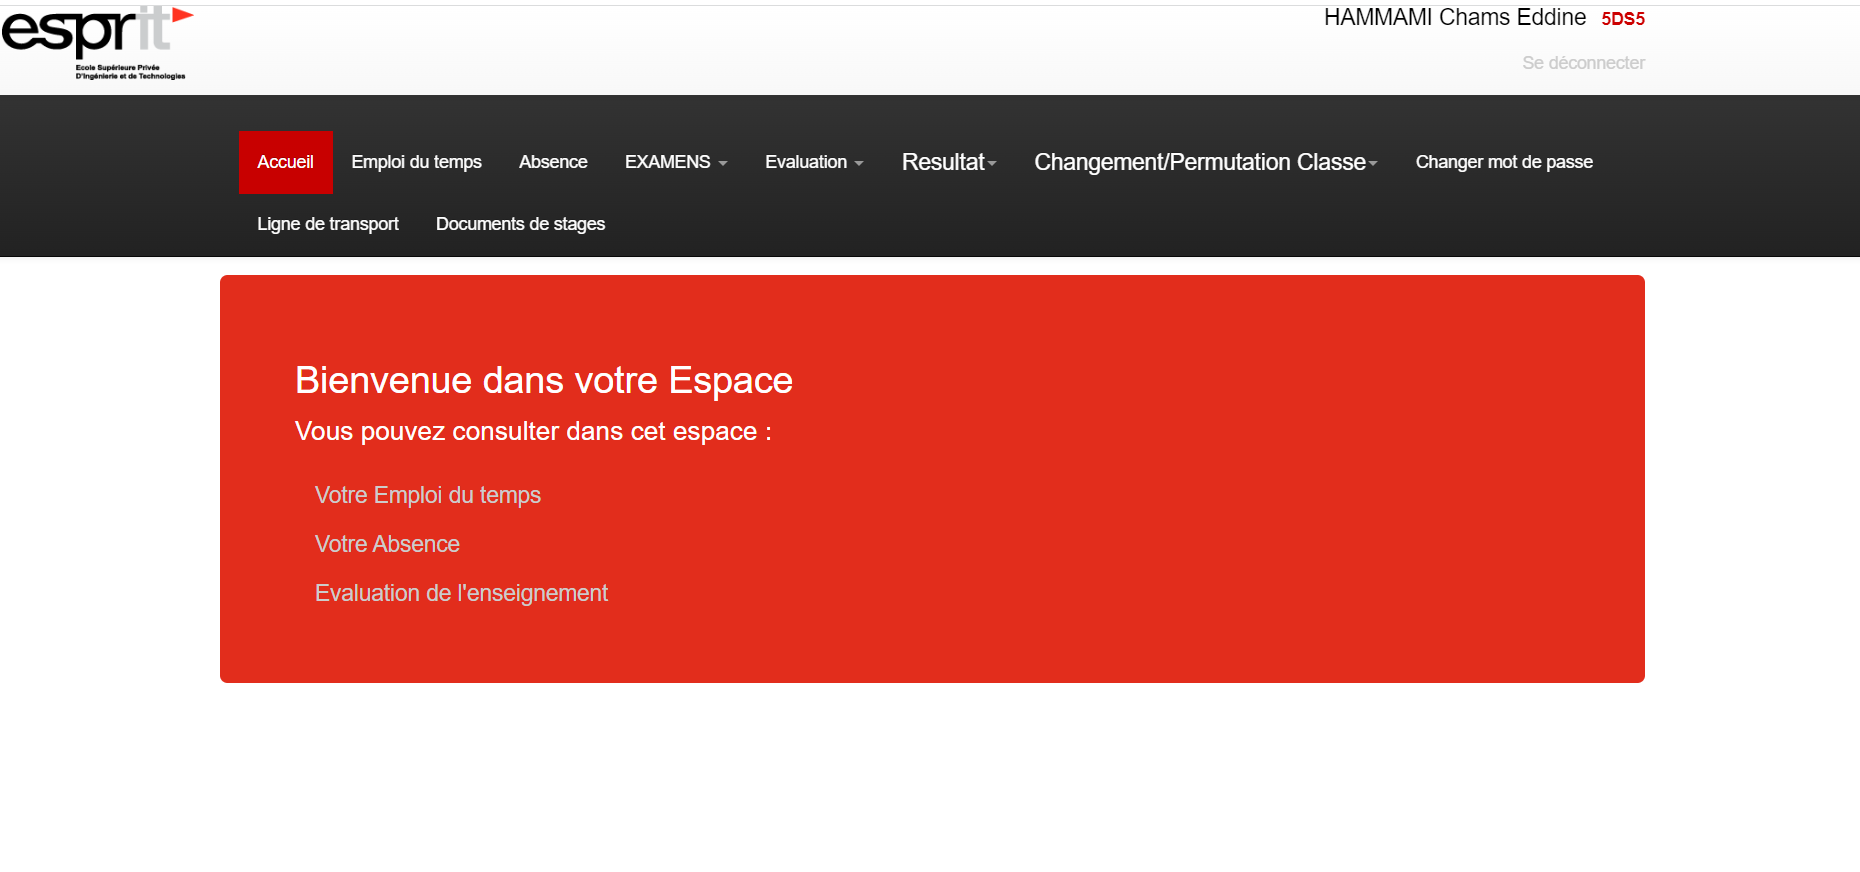 esprit
Ecole Supérieure Privée
D'Ingénierie et de Technologies
HAMMAMI Chams Eddine 5DS5
Se déconnecter
Accueil Emploi du temps Absence EXAMENS Evaluation Resultat Changement/Permutation Classe Changer mot de passe
Ligne de transport Documents de stages
Bienvenue dans votre Espace
Vous pouvez consulter dans cet espace :
Votre Emploi du temps
Votre Absence
Evaluation de l'enseignement